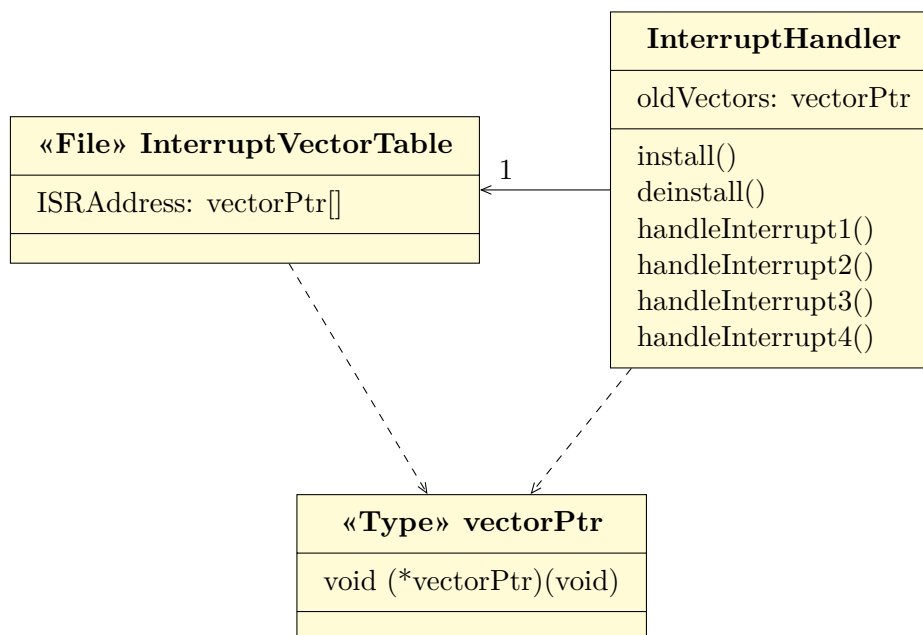 InterruptHandler
oldVectors: vectorPtr
install()
deinstall()
handleInterrupt1()
handleInterrupt2()
handleInterrupt3()
handleInterrupt4()
«File» InterruptVectorTable
ISRAddress: vectorPtr[]
1
«Type» vectorPtr
void (*vectorPtr)(void)